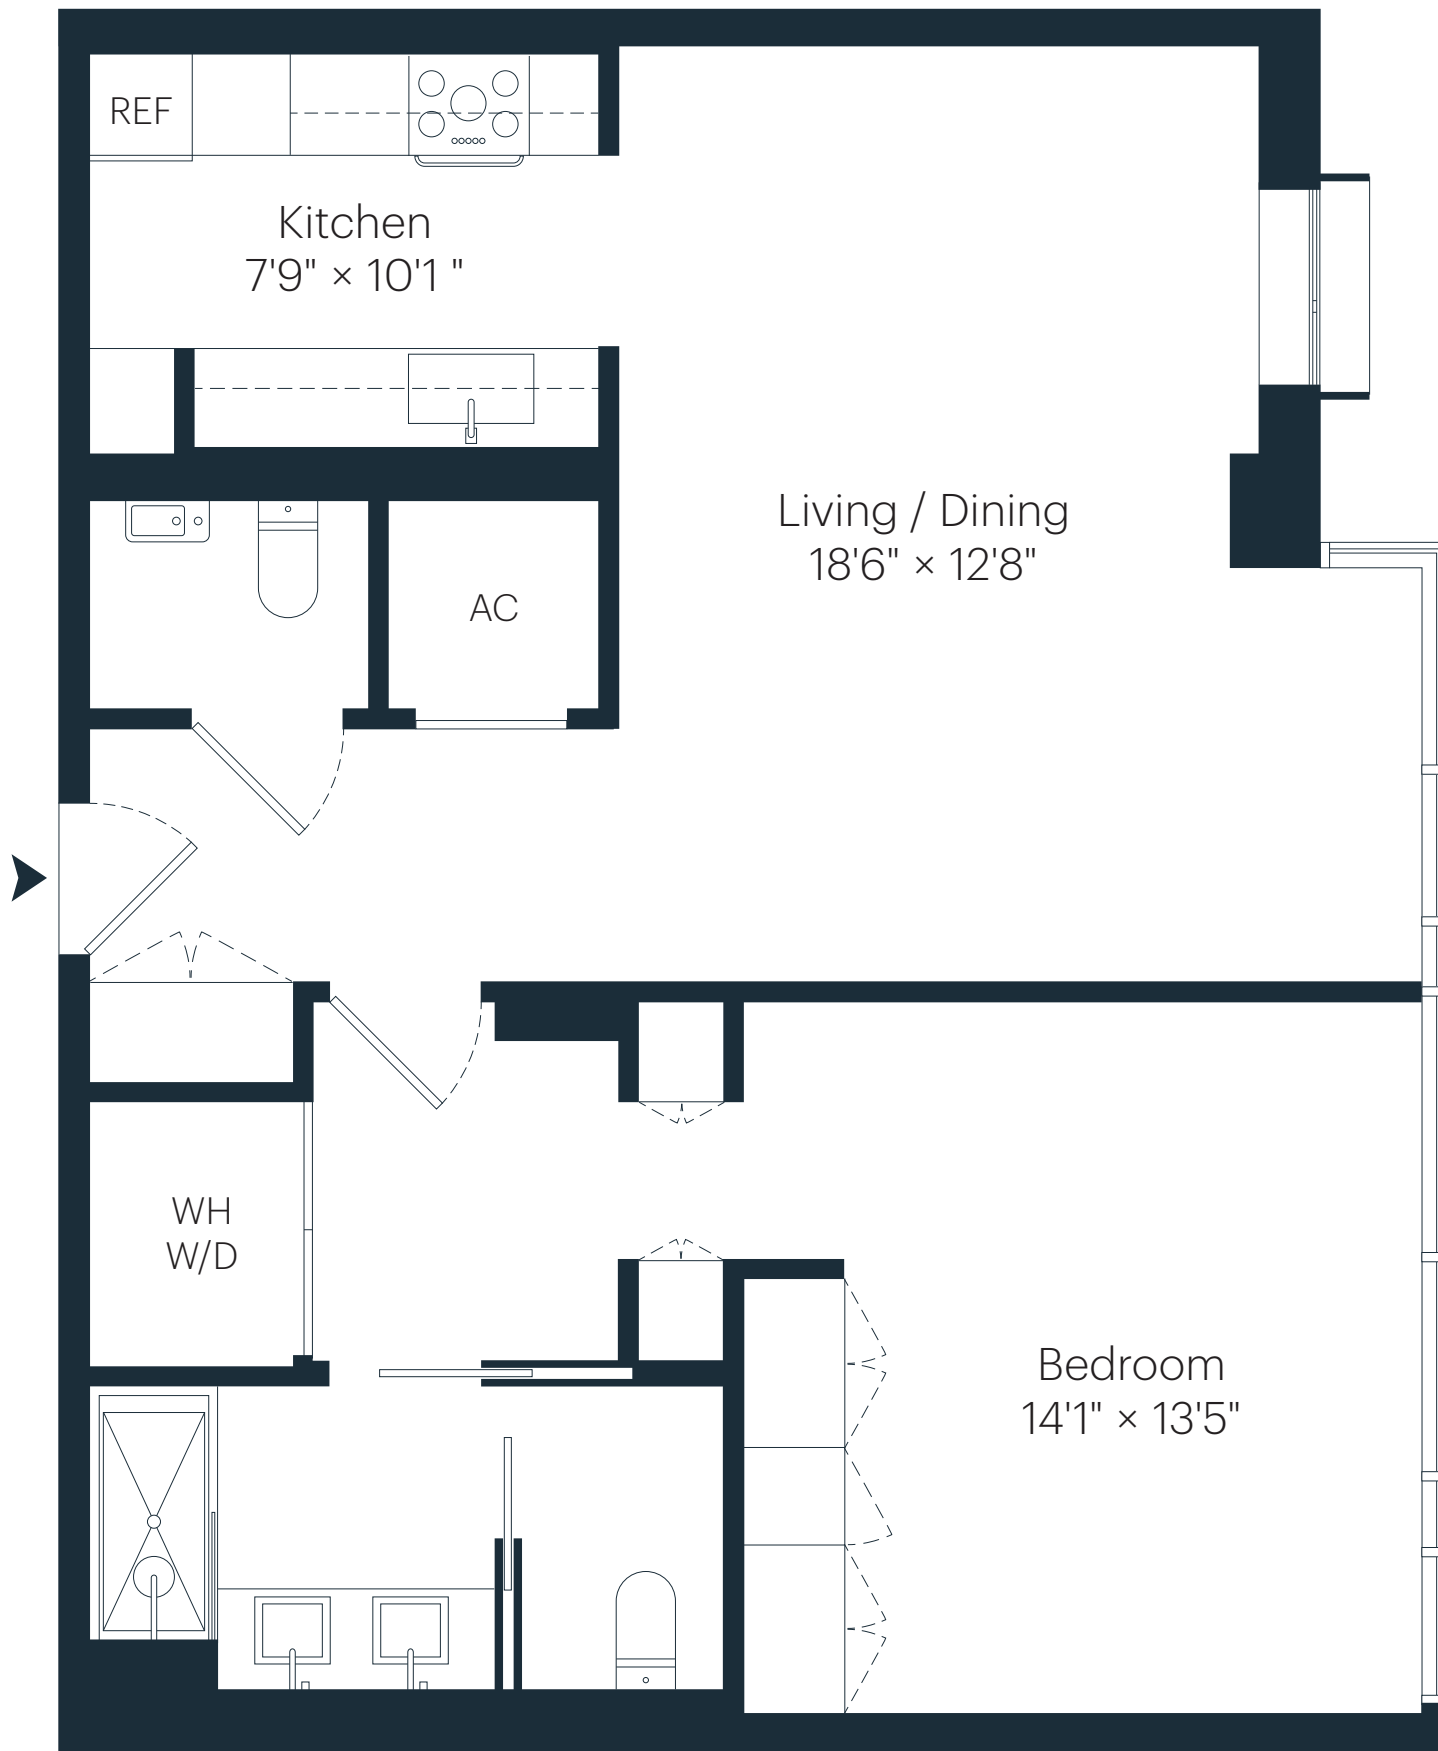 REF
Kitchen
7'9" × 10'1 "
Living / Dining
18'6" × 12'8"
AC
WH
W/D
Bedroom
14'1" × 13'5"